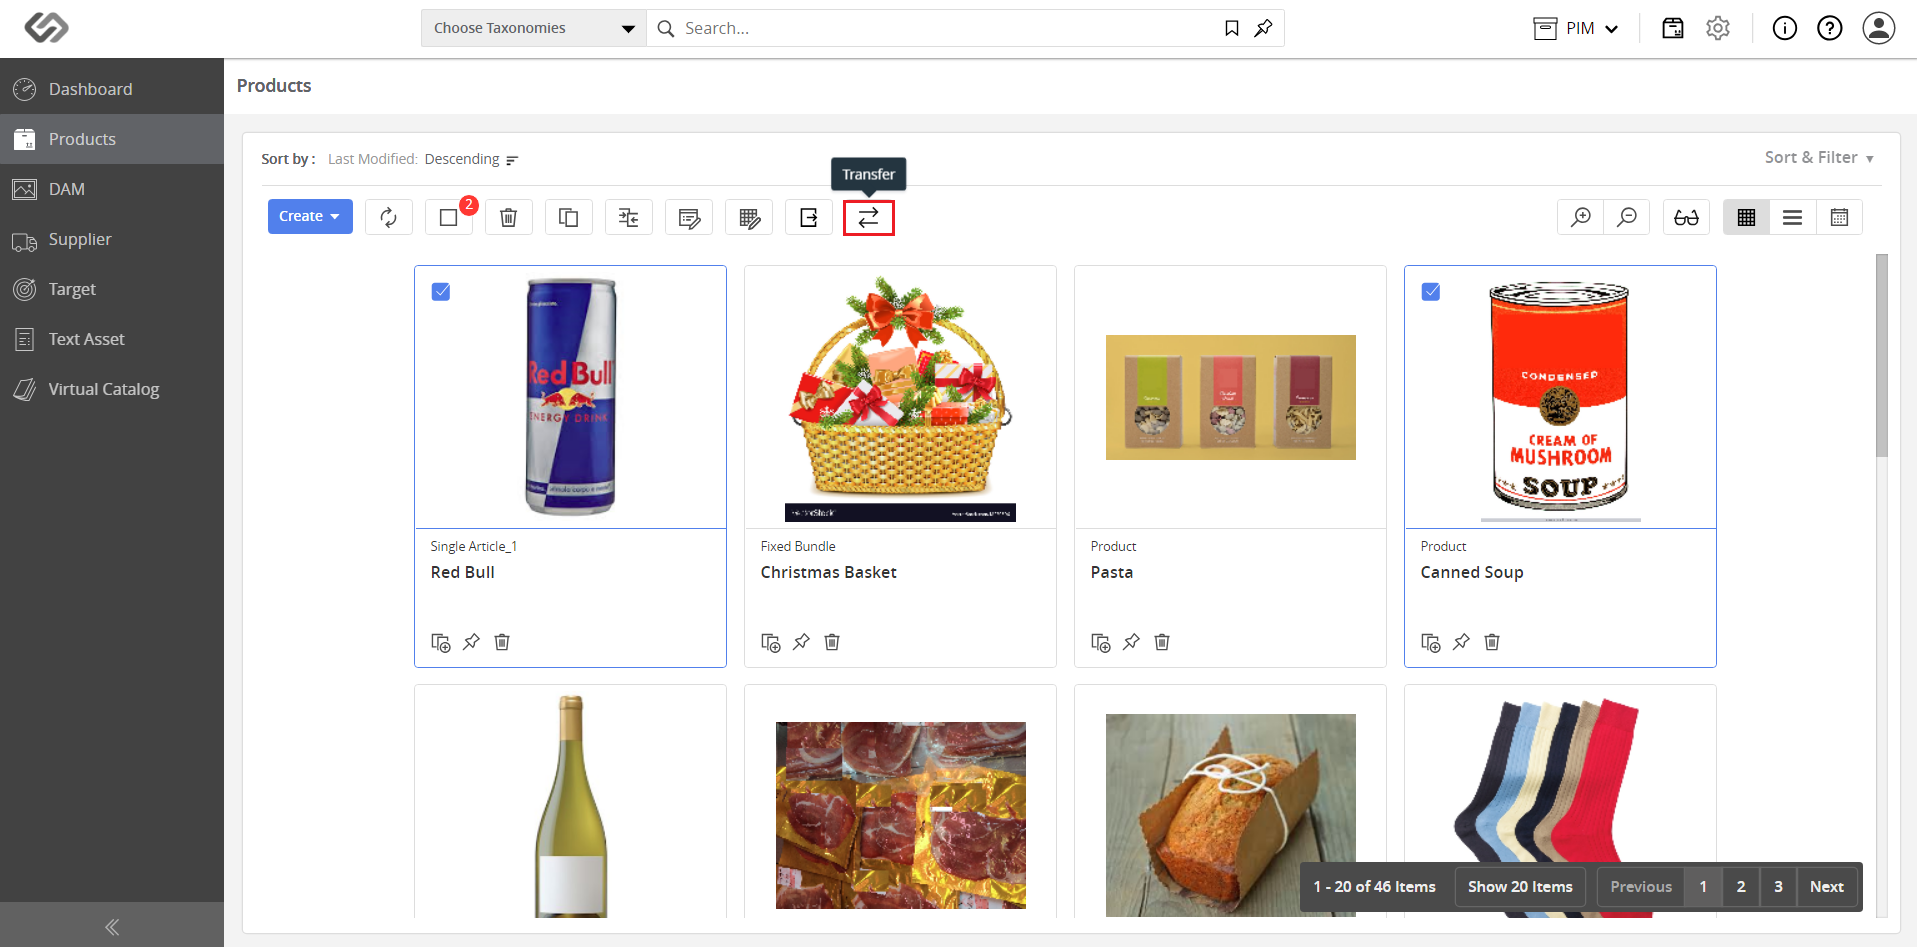 Choose Taxonomies
Search...
PIM
Dashboard
Products
DAM
Supplier
Target
Text Asset
Virtual Catalog
Products
Sort by : Last Modified: Descending
Sort & Filter
Transfer
Create
2
Red Bull
ENERGY DRINK
CONDENSED
CREAM OF
MUSHROOM
SOUP
Single Article_1
Red Bull
Fixed Bundle
Christmas Basket
Product
Pasta
Product
Canned Soup
1 - 20 of 46 Items
Show 20 Items
Previous
1
2
3
Next